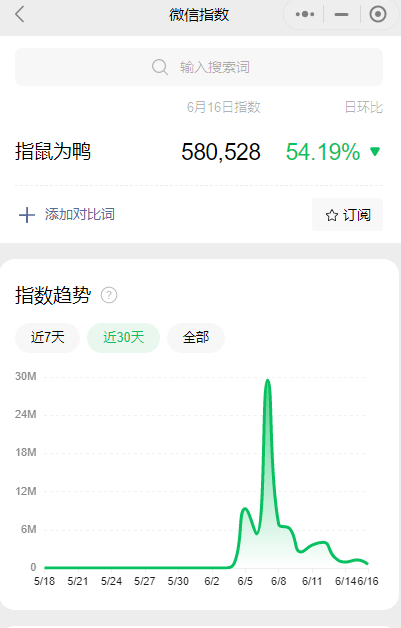 微信指数
输入搜索词
6月16日指数 日环比
指鼠为鸭 580,528 54.19%
添加对比词 订阅
指数趋势 ?
近7天 近30天 全部
30M
24M
18M
12M
6M
0
5/18 5/21 5/24 5/27 5/30 6/2 6/5 6/8 6/11 6/14 6/16